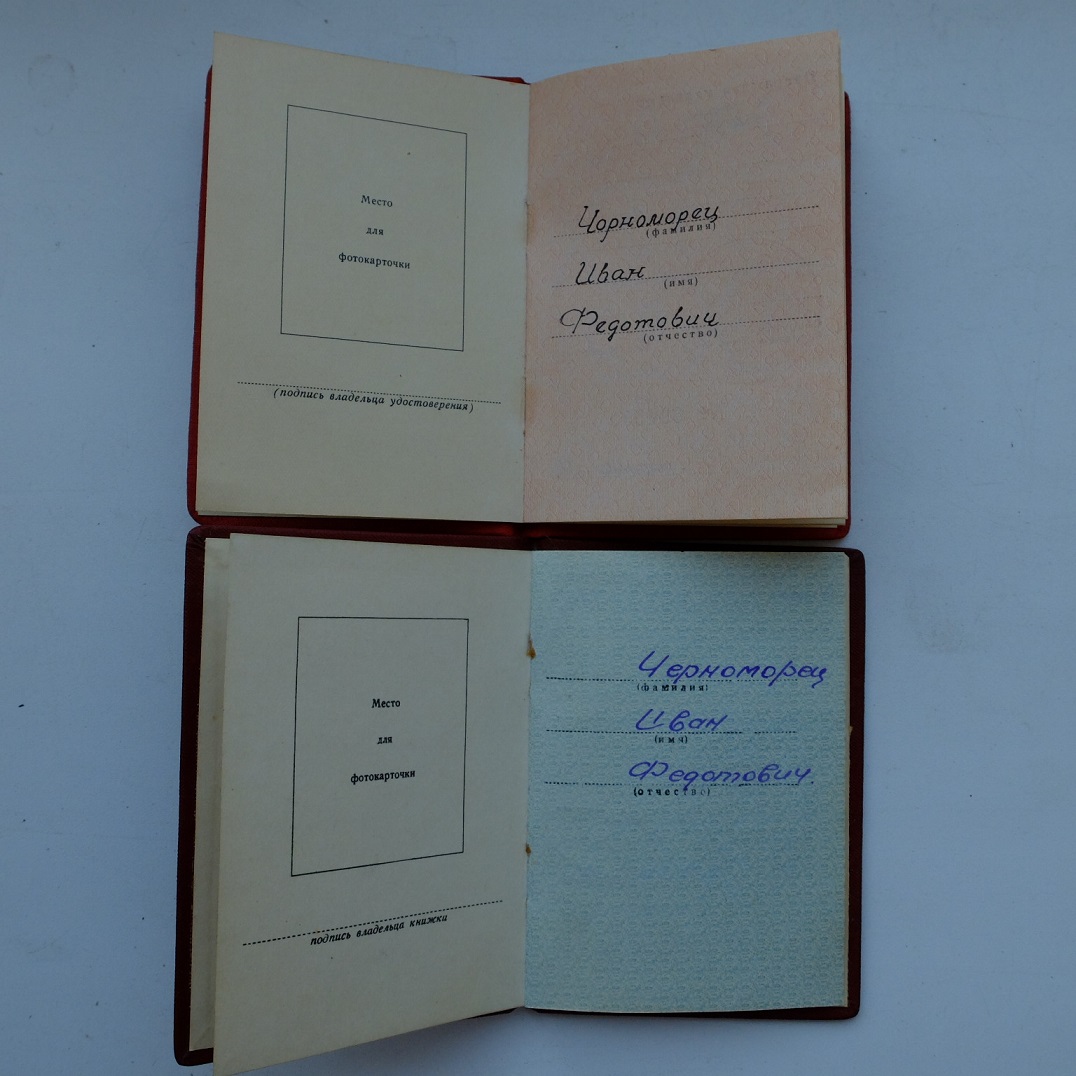 Место
для
фотокарточки
(подпись владельца удостоверения)
Чорноморец
(фамилия)
Иван
(имя)
Федотович
(отчество)
Место
для
фотокарточки
подпись владельца книжки
Черноморец
(фамилия)
Иван
(имя)
Федотович.
(отчество)